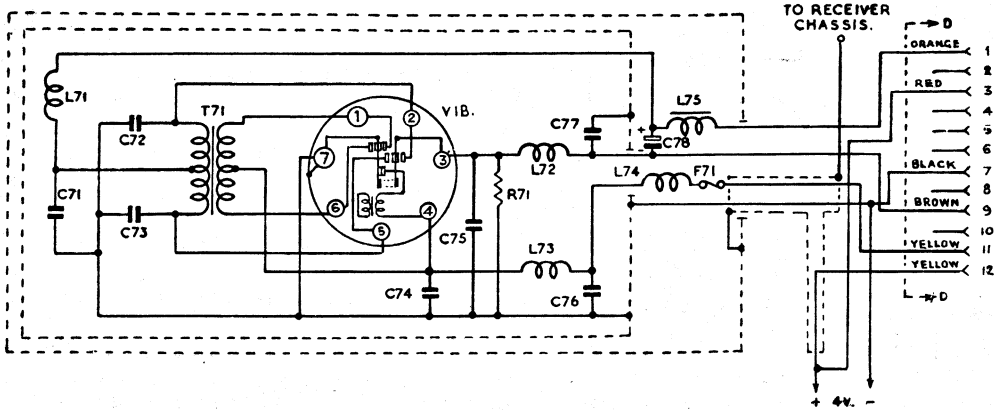 TO RECEIVER
CHASSIS.
D
ORANGE 1
2
RED 3
4
5
6
BLACK 7
8
BROWN 9
10
YELLOW 11
YELLOW 12
D
L71
C72
T71
C71
C73
VIB.
1
2
3
4
5
6
7
C77
+
C78
L75
L72
R71
L74
F71
C75
L73
C74
C76
+ 4V. -